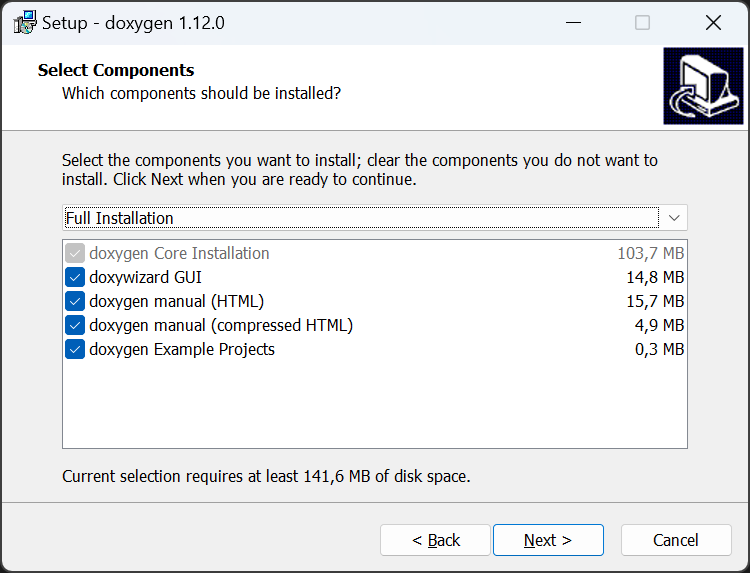 Setup - doxygen 1.12.0
Select Components
Which components should be installed?
Select the components you want to install; clear the components you do not want to
install. Click Next when you are ready to continue.
Full Installation
doxygen Core Installation 103,7 MB
doxywizard GUI 14,8 MB
doxygen manual (HTML) 15,7 MB
doxygen manual (compressed HTML) 4,9 MB
doxygen Example Projects 0,3 MB
Current selection requires at least 141,6 MB of disk space.
< Back Next > Cancel